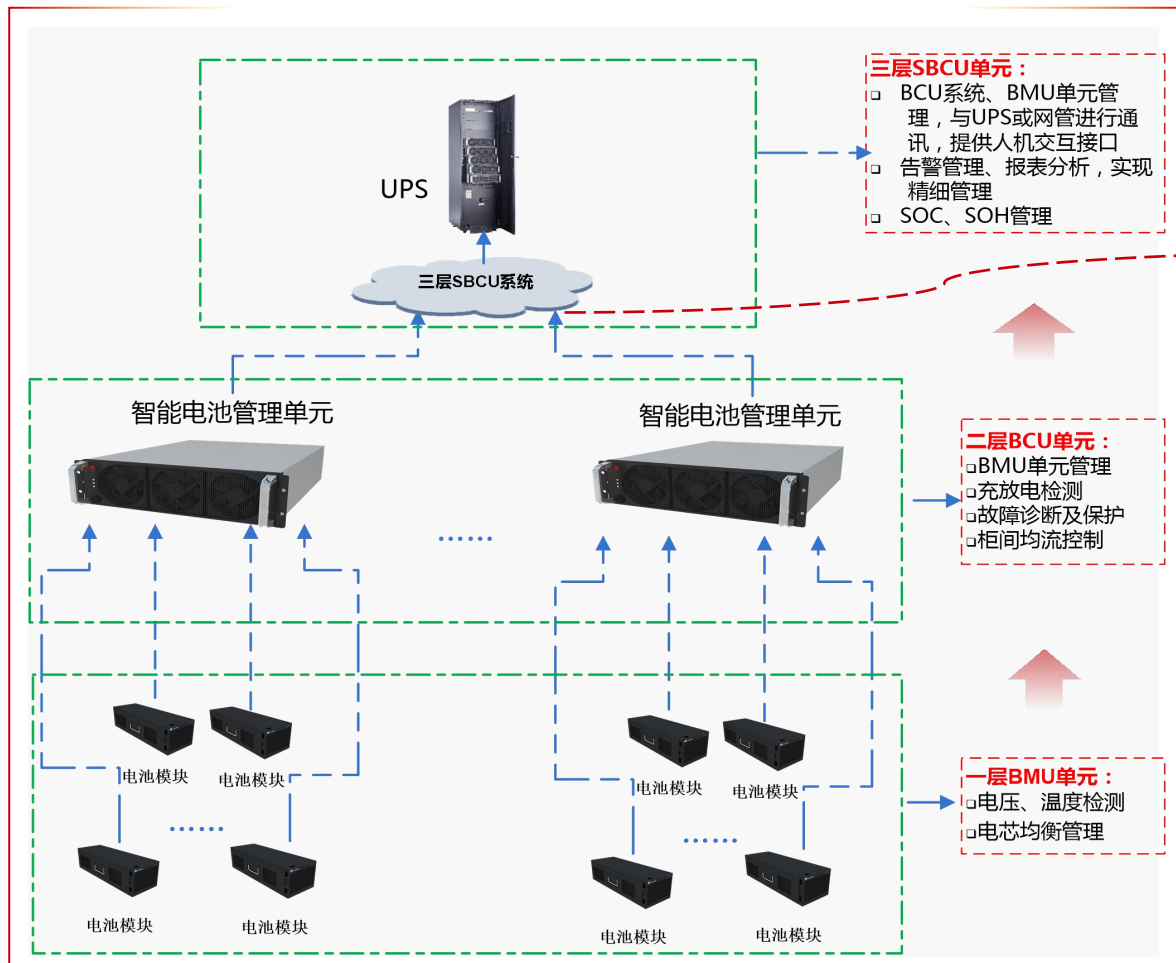 三层SBCU单元：
❑ BCU系统、BMU单元管
理，与UPS或网管进行通
讯，提供人机交互接口
❑ 告警管理、报表分析，实现
精细管理
❑ SOC、SOH管理
UPS
三层SBCU系统
智能电池管理单元
智能电池管理单元
......
二层BCU单元：
❑BMU单元管理
❑充放电检测
❑故障诊断及保护
❑柜间均流控制
电池模块
电池模块
电池模块
电池模块
......
......
电池模块
电池模块
电池模块
电池模块
一层BMU单元：
❑电压、温度检测
❑电芯均衡管理